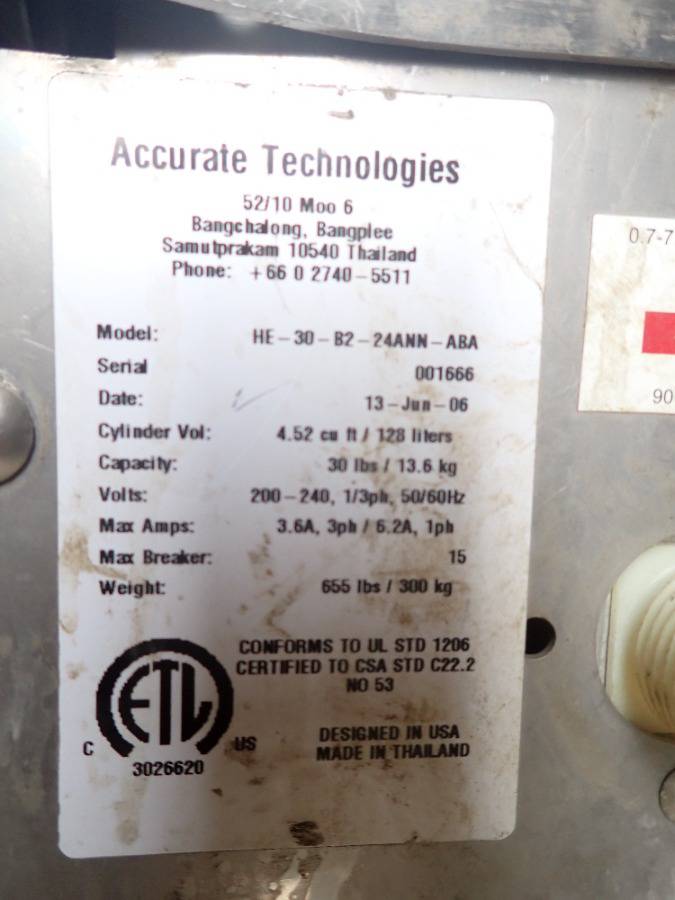 Accurate Technologies
52/10 Moo 6
Bangchalong, Bangplee
Samutprakarn 10540 Thailand
Phone: +66 0 2740-5511
Model: HE-30-B2-24ANN-ABA
Serial 001666
Date: 13-Jun-06
Cylinder Vol: 4.52 cu ft / 128 liters
Capacity: 30 lbs / 13.6 kg
Volts: 200-240, 1/3ph, 50/60Hz
Max Amps: 3.6A, 3ph / 6.2A, 1ph
Max Breaker: 15
Weight: 655 lbs / 300 kg
CONFORMS TO UL STD 1206
CERTIFIED TO CSA STD C22.2
NO 53
ETL
C US
3026620
DESIGNED IN USA
MADE IN THAILAND
0.7-7
90